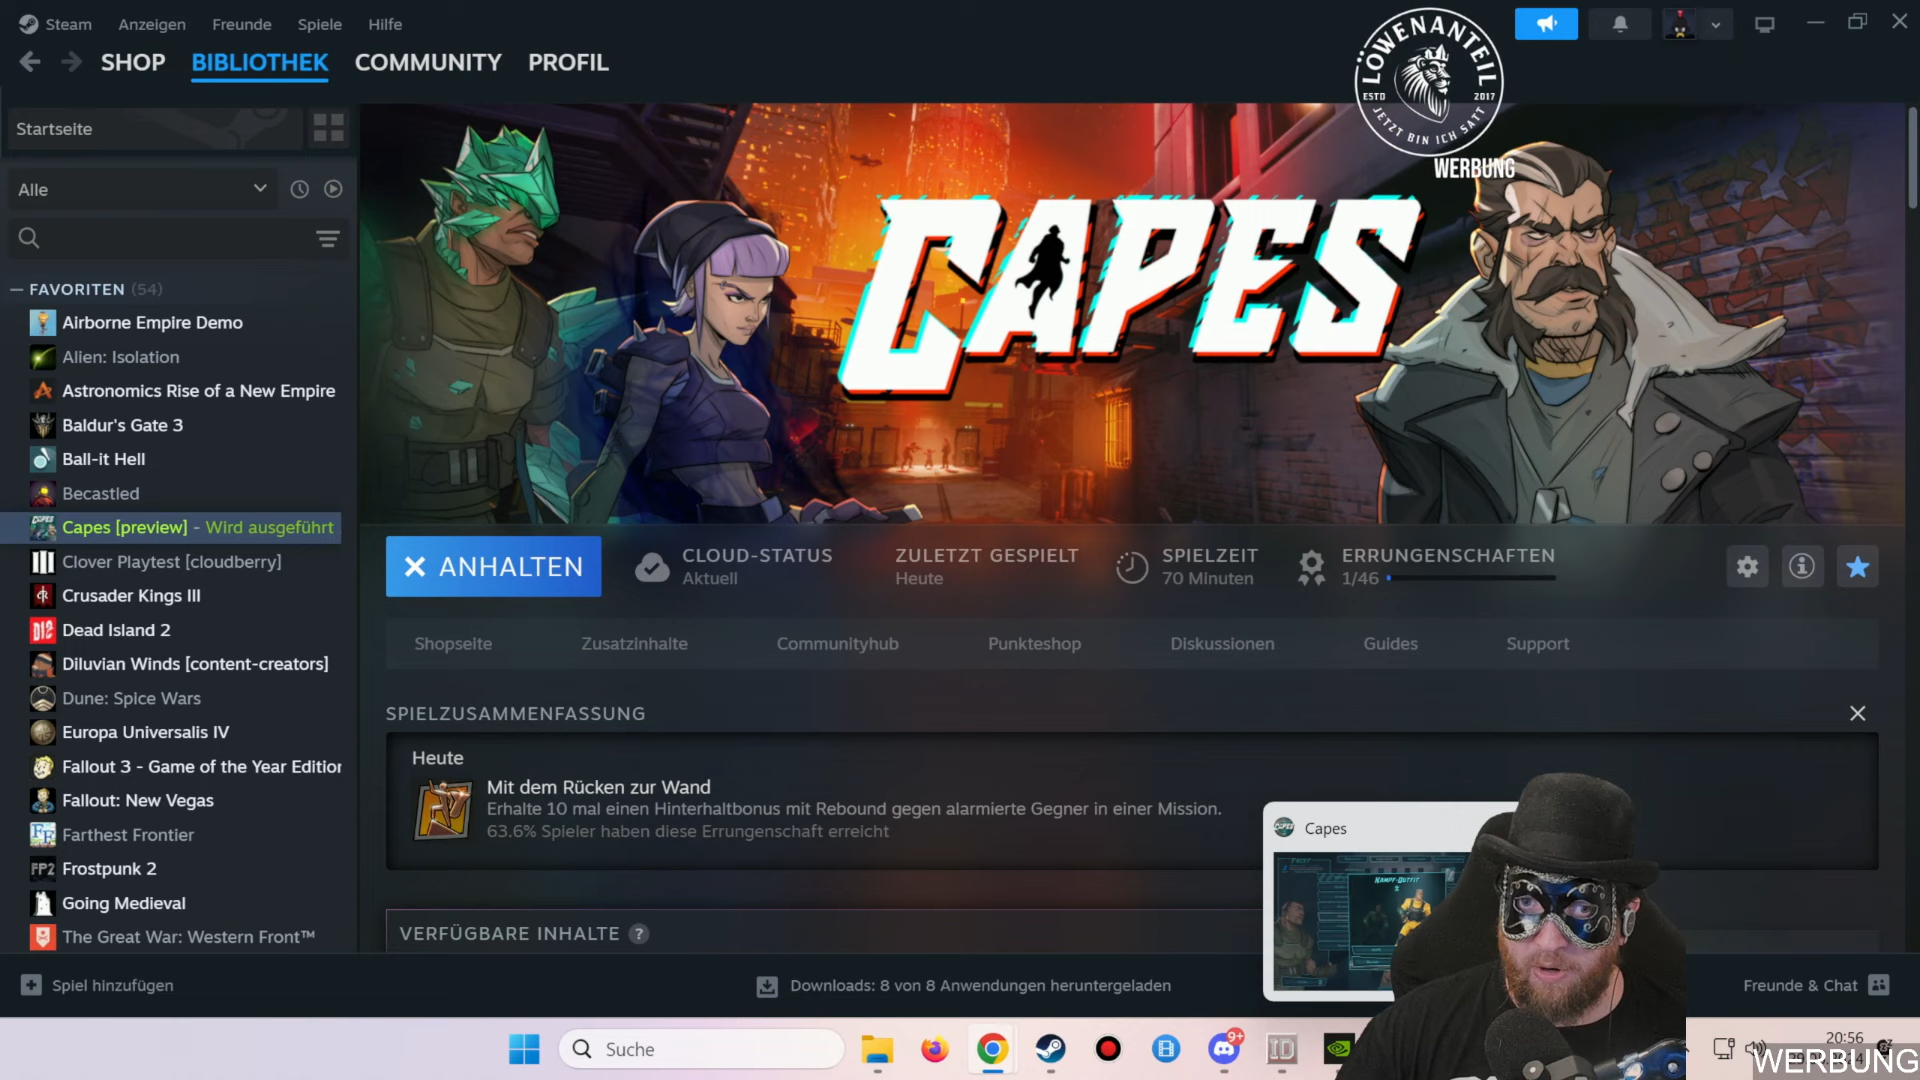 Steam Anzeigen Freunde Spiele Hilfe
SHOP BIBLIOTHEK COMMUNITY PROFIL
LÖWENANTEIL
ESTD 2017
JETZT BIN ICH SATT
WERBUNG
Startseite
Alle
FAVORITEN (54)
Airborne Empire Demo
Alien: Isolation
Astronomics Rise of a New Empire
Baldur's Gate 3
Ball-it Hell
Becastled
Capes [preview] - Wird ausgeführt
Clover Playtest [cloudberry]
Crusader Kings III
Dead Island 2
Diluvian Winds [content-creators]
Dune: Spice Wars
Europa Universalis IV
Fallout 3 - Game of the Year Edition
Fallout: New Vegas
Farthest Frontier
Frostpunk 2
Going Medieval
The Great War: Western Front™
Spiel hinzufügen
CAPES
ANHALTEN
CLOUD-STATUS
Aktuell
ZULETZT GESPIELT
Heute
SPIELZEIT
70 Minuten
ERRUNGENSCHAFTEN
1/46
Shopseite Zusatzinhalte Communityhub Punkteshop Diskussionen Guides Support
SPIELZUSAMMENFASSUNG
Heute
Mit dem Rücken zur Wand
Erhalte 10 mal einen Hinterhaltbonus mit Rebound gegen alarmierte Gegner in einer Mission.
63.6% Spieler haben diese Errungenschaft erreicht
Capes
KAMPF-OUTFIT
VERFÜGBARE INHALTE ?
Downloads: 8 von 8 Anwendungen heruntergeladen
Freunde & Chat
Suche
9+
ID
20:56
WERBUNG